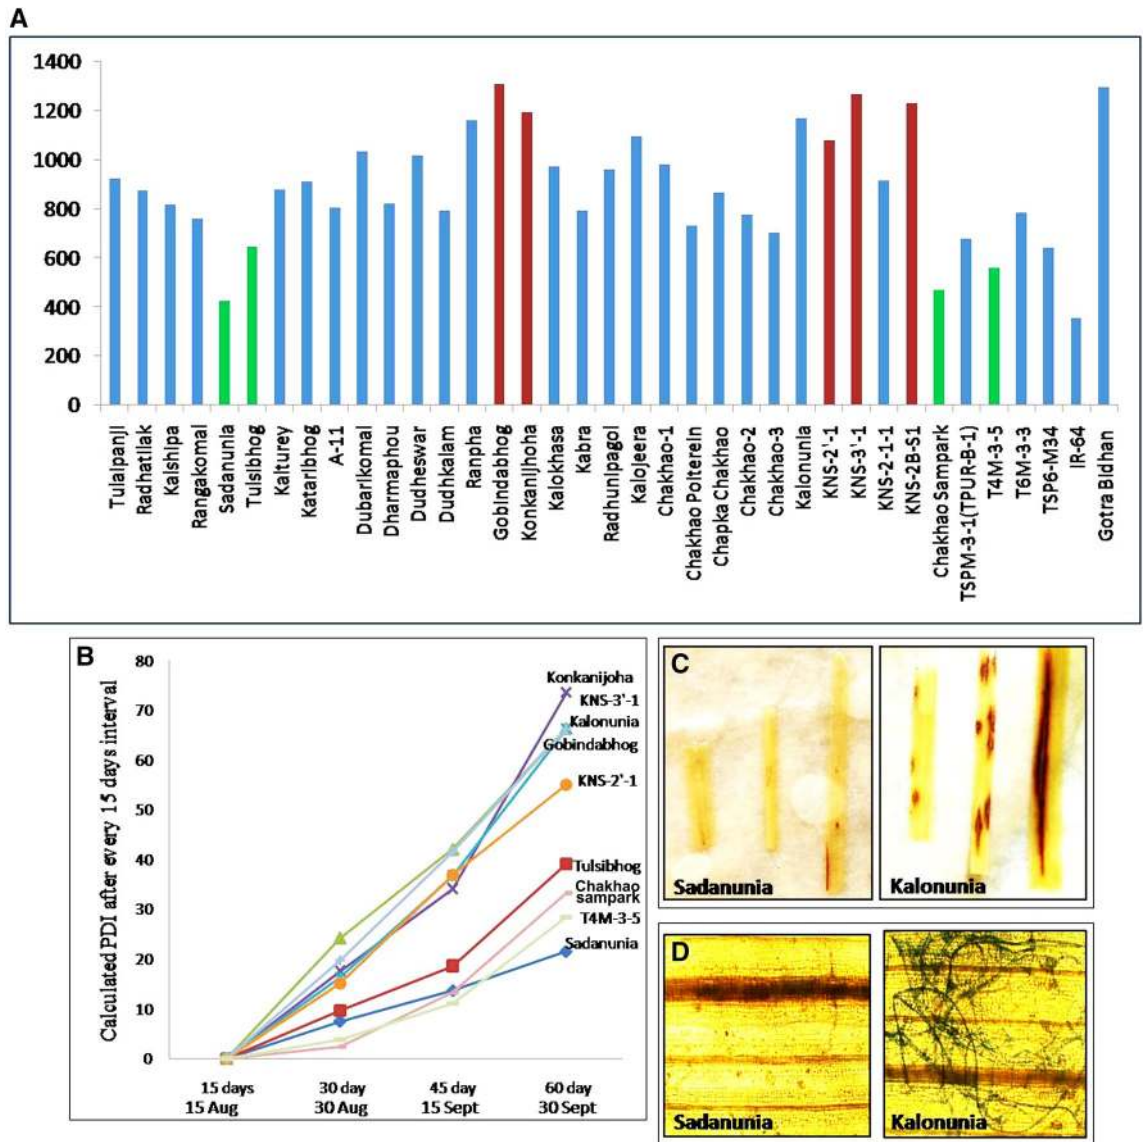 A
1400
1200
1000
800
600
400
200
0
Tulaipanji
Radhatilak
Kalshipa
Rangakomal
Sadanunia
Tulsibhog
Kalturey
Kataribhog
A-11
Dubarikomal
Dharmaphou
Dudheswar
Dudhkalam
Ranpha
Gobindabhog
Konkanijhoha
Kalokhasa
Kabra
Radhunipagol
Kalojeera
Chakhao-1
Chakhao Polterein
Chapka Chakhao
Chakhao-2
Chakhao-3
Kalonunia
KNS-2'-1
KNS-3'-1
KNS-2-1-1
KNS-2B-S1
Chakhao Sampark
TSPM-3-1(TPUR-B-1)
T4M-3-5
T6M-3-3
TSP6-M34
IR-64
Gotra Bidhan
B
Calculated PDI after every 15 days interval
80
70
60
50
40
30
20
10
0
Konkanijoha
KNS-3'-1
Kalonunia
Gobindabhog
KNS-2'-1
Tulsibhog
Chakhao
sampark
T4M-3-5
Sadanunia
15 days
30 day
45 day
60 day
15 Aug
30 Aug
15 Sept
30 Sept
C
Sadanunia
Kalonunia
D
Sadanunia
Kalonunia